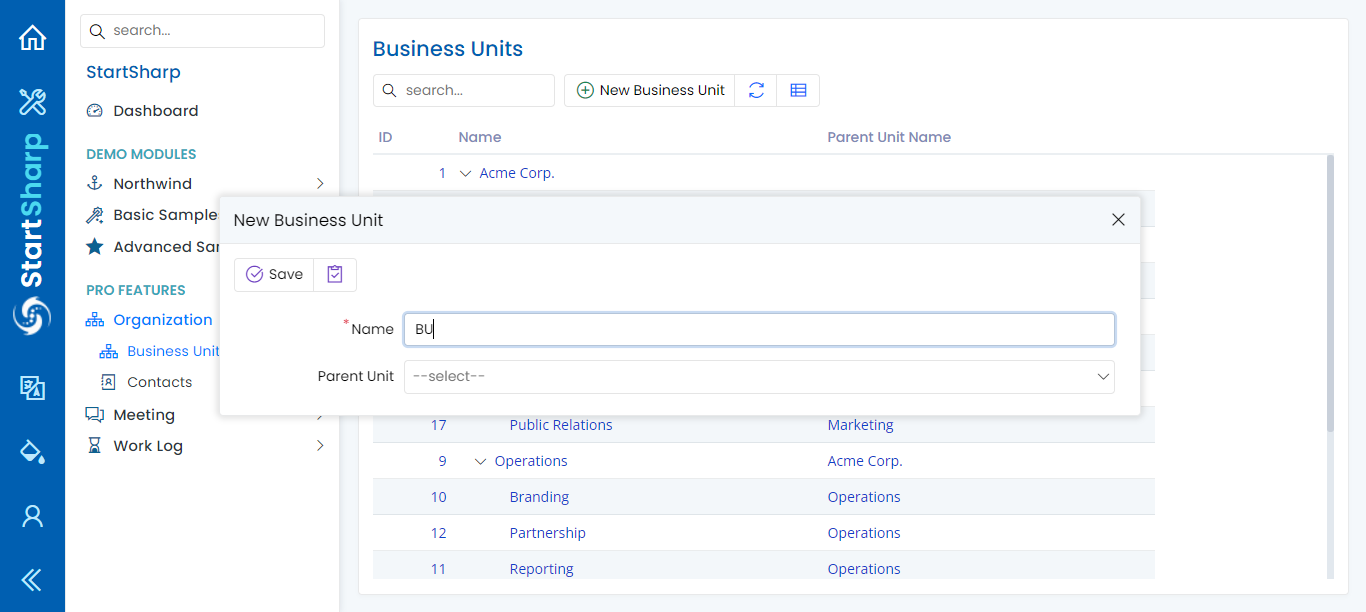 StartSharp
search...
StartSharp
Dashboard
DEMO MODULES
Northwind
Basic Sample
Advanced Sar
PRO FEATURES
Organization
Business Unit
Contacts
Meeting
Work Log
Business Units
search...
New Business Unit
ID Name Parent Unit Name
1 Acme Corp.
New Business Unit
Save
* Name BU
Parent Unit --select--
17 Public Relations Marketing
9 Operations Acme Corp.
10 Branding Operations
12 Partnership Operations
11 Reporting Operations